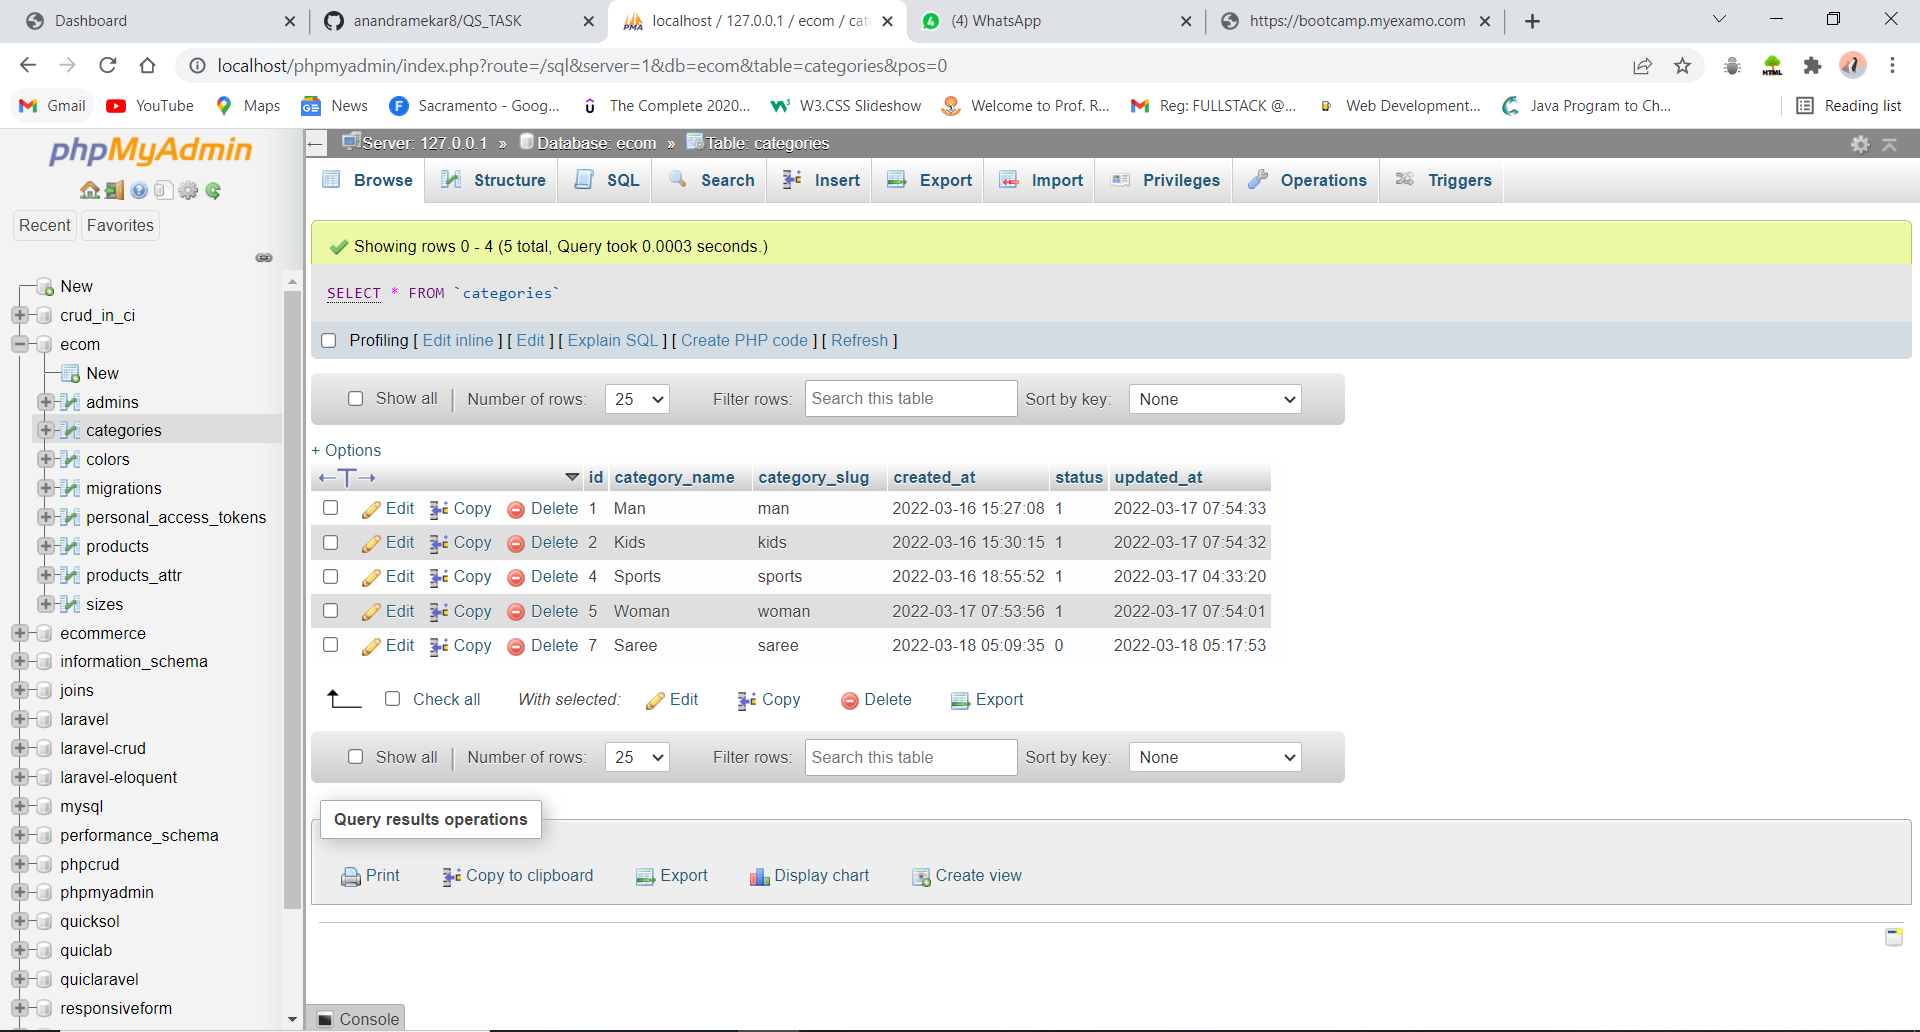 Dashboard
anandramekar8/QS_TASK
localhost / 127.0.0.1 / ecom / cat
(4) WhatsApp
https://bootcamp.myexamo.com
localhost/phpmyadmin/index.php?route=/sql&server=1&db=ecom&table=categories&pos=0
Gmail
YouTube
Maps
News
Sacramento - Goog...
The Complete 2020...
W3.CSS Slideshow
Welcome to Prof. R...
Reg: FULLSTACK @...
Web Development...
Java Program to Ch...
Reading list
phpMyAdmin
Recent
Favorites
New
crud_in_ci
ecom
New
admins
categories
colors
migrations
personal_access_tokens
products
products_attr
sizes
ecommerce
information_schema
joins
laravel
laravel-crud
laravel-eloquent
mysql
performance_schema
phpcrud
phpmyadmin
quicksol
quiclab
quiclaravel
responsiveform
Server: 127.0.0.1 » Database: ecom » Table: categories
Browse
Structure
SQL
Search
Insert
Export
Import
Privileges
Operations
Triggers
Showing rows 0 - 4 (5 total, Query took 0.0003 seconds.)
SELECT * FROM `categories`
Profiling [ Edit inline ] [ Edit ] [ Explain SQL ] [ Create PHP code ] [ Refresh ]
Show all Number of rows: 25 Filter rows: Search this table Sort by key: None
+ Options
id category_name category_slug created_at status updated_at
Edit Copy Delete 1 Man man 2022-03-16 15:27:08 1 2022-03-17 07:54:33
Edit Copy Delete 2 Kids kids 2022-03-16 15:30:15 1 2022-03-17 07:54:32
Edit Copy Delete 4 Sports sports 2022-03-16 18:55:52 1 2022-03-17 04:33:20
Edit Copy Delete 5 Woman woman 2022-03-17 07:53:56 1 2022-03-17 07:54:01
Edit Copy Delete 7 Saree saree 2022-03-18 05:09:35 0 2022-03-18 05:17:53
Check all With selected: Edit Copy Delete Export
Show all Number of rows: 25 Filter rows: Search this table Sort by key: None
Query results operations
Print Copy to clipboard Export Display chart Create view
Console